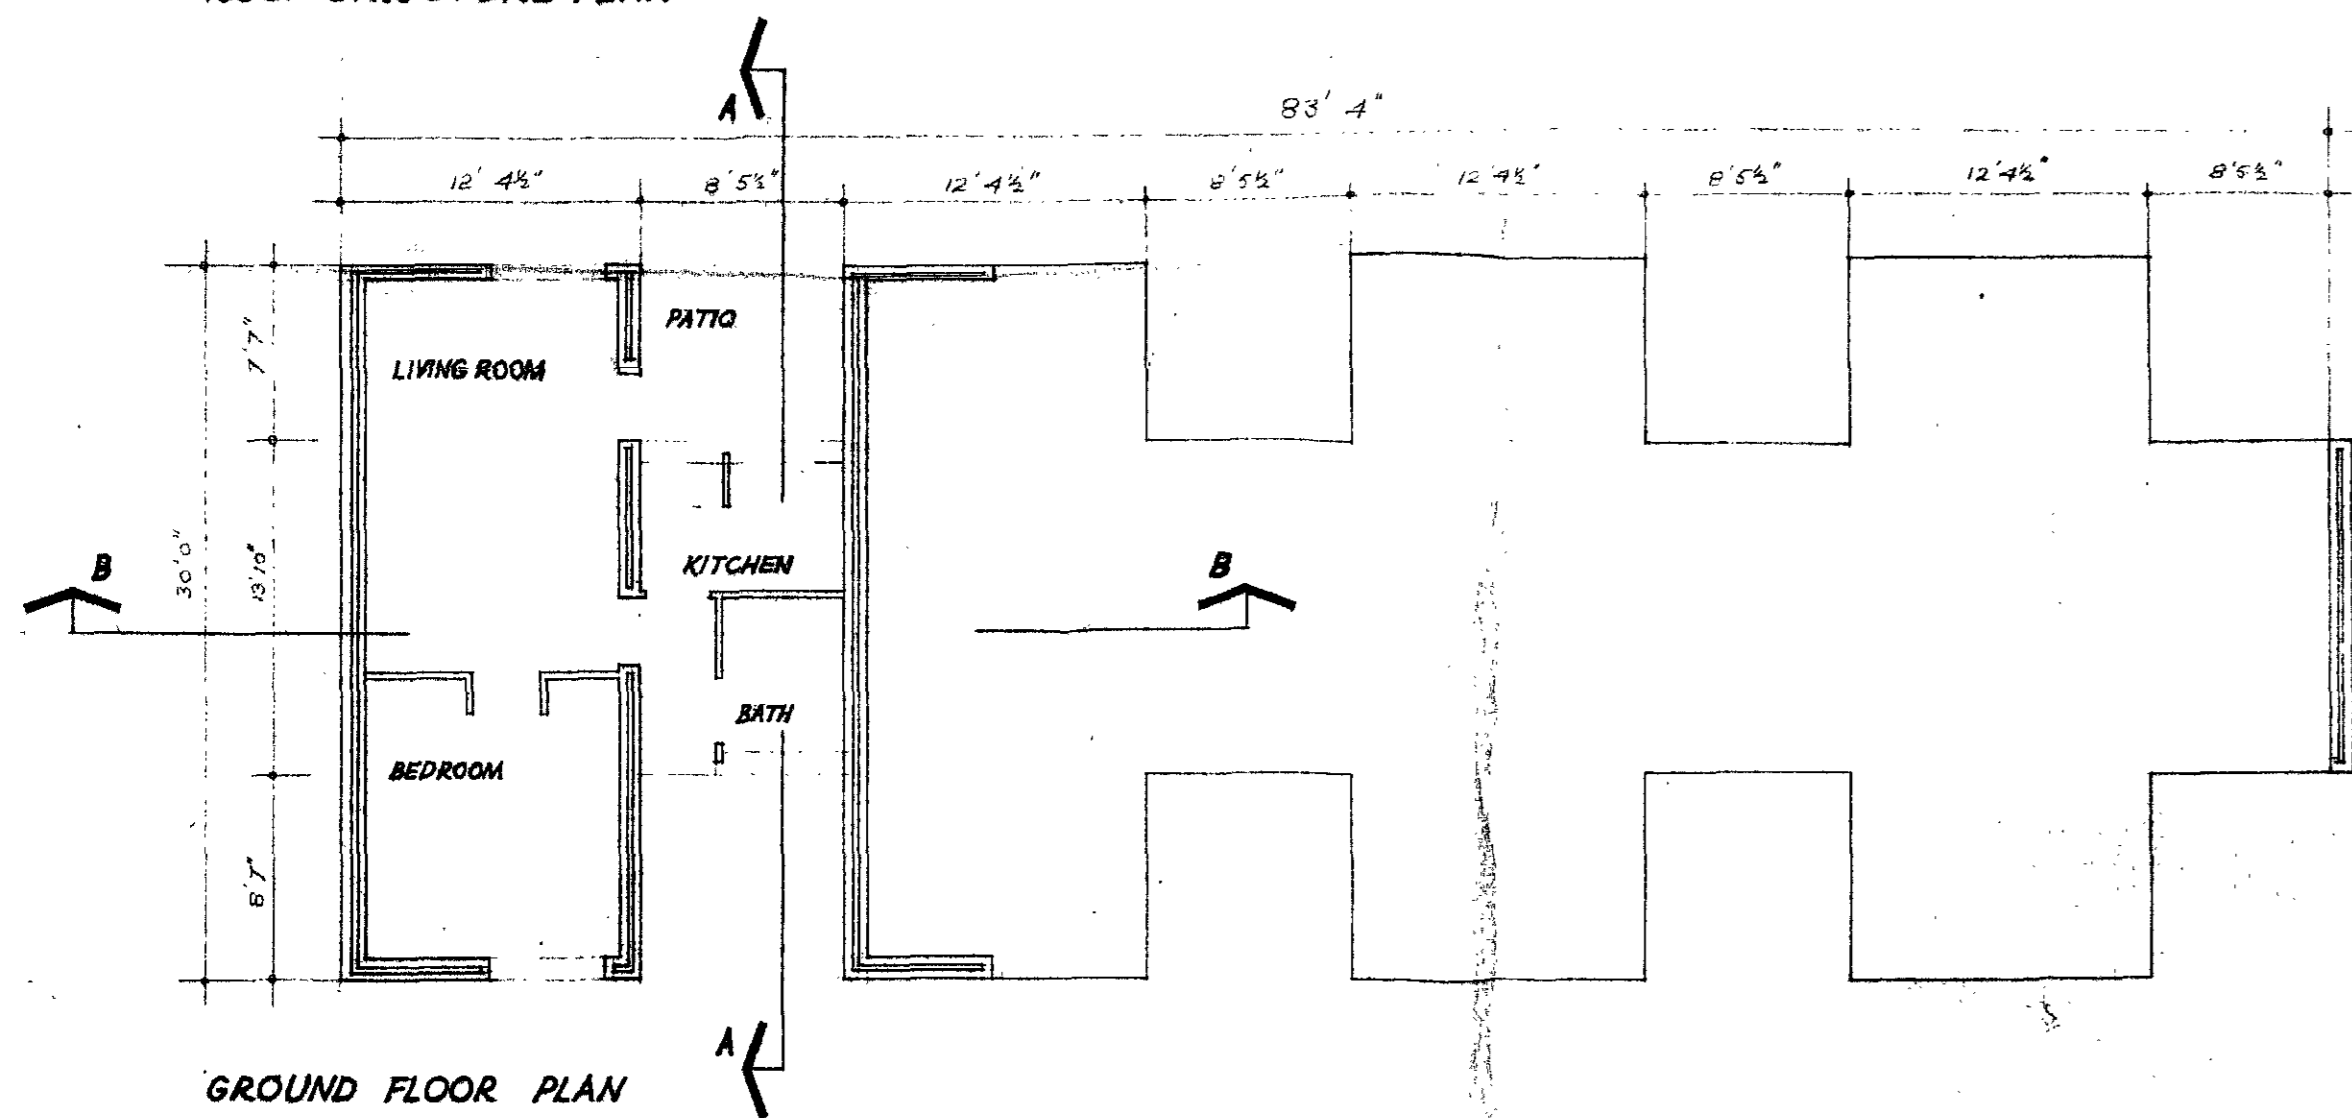 A
83' 4"
12' 4½" 8' 5½" 12' 4½" 8' 5½" 12 4½" 8' 5½" 12' 4½" 8' 5½"
PATIO
7' 7"
LIVING ROOM
B
30' 0"
13' 10"
KITCHEN
B
BATH
BEDROOM
8' 7"
A
GROUND FLOOR PLAN